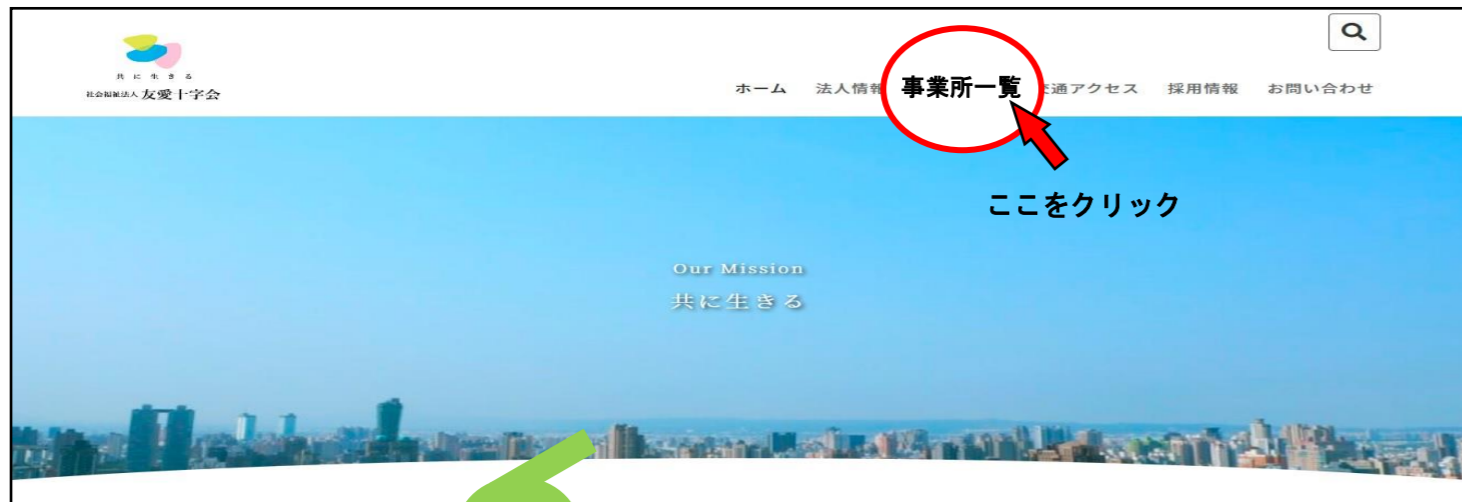 共に生きる
社会福祉法人 友愛十字会
ホーム 法人情報 事業所一覧 交通アクセス 採用情報 お問い合わせ
ここをクリック
Our Mission
共に生きる